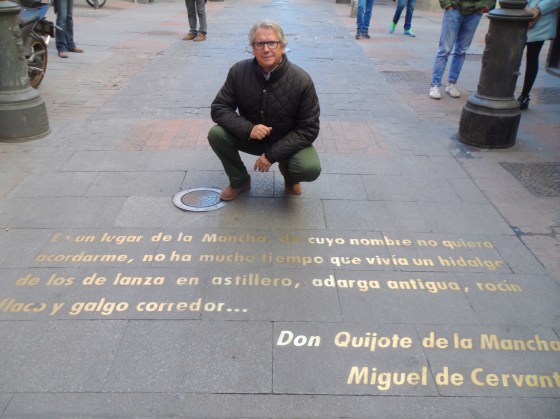 En un lugar de la Mancha, de cuyo nombre no quiero
acordarme, no ha mucho tiempo que vivía un hidalgo
de los de lanza en astillero, adarga antigua, rocín
flaco y galgo corredor...
Don Quijote de la Mancha
Miguel de Cervant